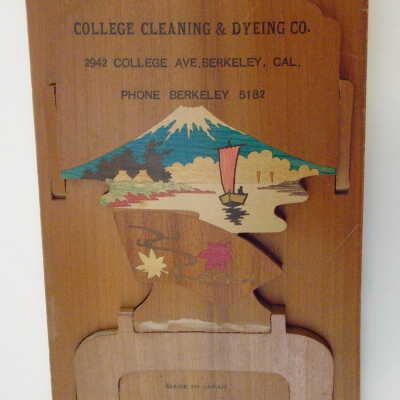 COLLEGE CLEANING & DYEING CO.
2942 COLLEGE AVE, BERKELEY, CAL.
PHONE BERKELEY 5182
MADE IN JAPAN